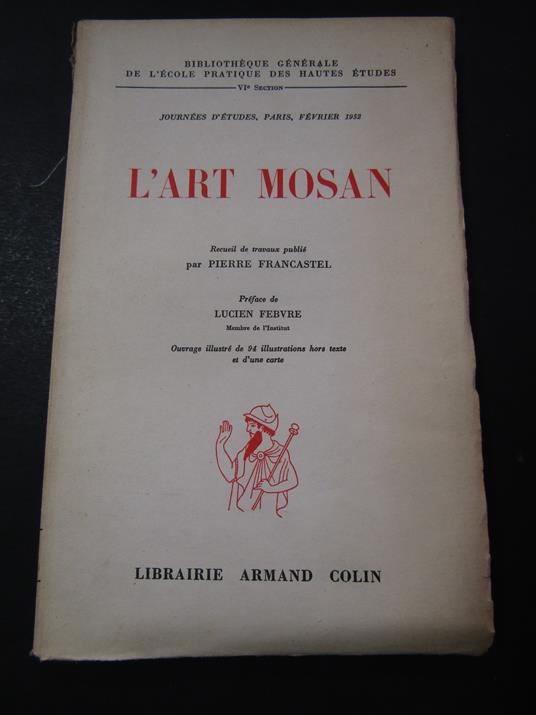 BIBLIOTHÈQUE GÉNÉRALE
DE L'ÉCOLE PRATIQUE DES HAUTES ÉTUDES
VIe SECTION
JOURNÉES D'ÉTUDES, PARIS, FÉVRIER 1952
L'ART MOSAN
Recueil de travaux publié
par PIERRE FRANCASTEL
Préface de
LUCIEN FEBVRE
Membre de l'Institut
Ouvrage illustré de 94 illustrations hors texte
et d'une carte
LIBRAIRIE ARMAND COLIN